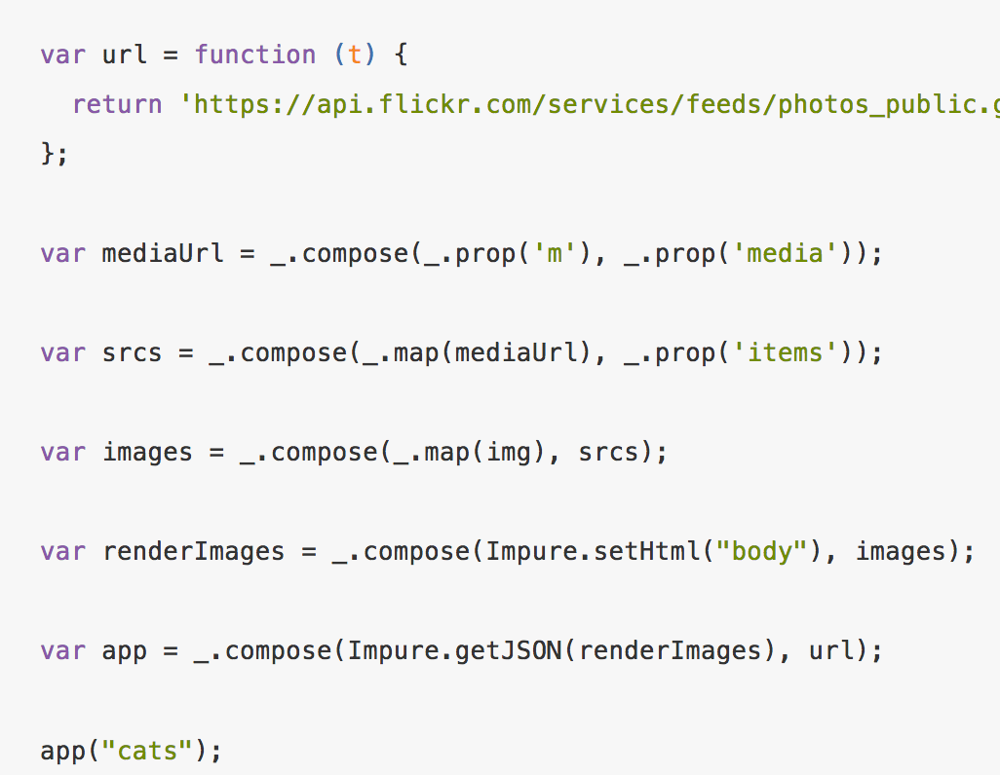 var url = function (t) {
  return 'https://api.flickr.com/services/feeds/photos_public.g
};
var mediaUrl = _.compose(_.prop('m'), _.prop('media'));
var srcs = _.compose(_.map(mediaUrl), _.prop('items'));
var images = _.compose(_.map(img), srcs);
var renderImages = _.compose(Impure.setHtml("body"), images);
var app = _.compose(Impure.getJSON(renderImages), url);
app("cats");